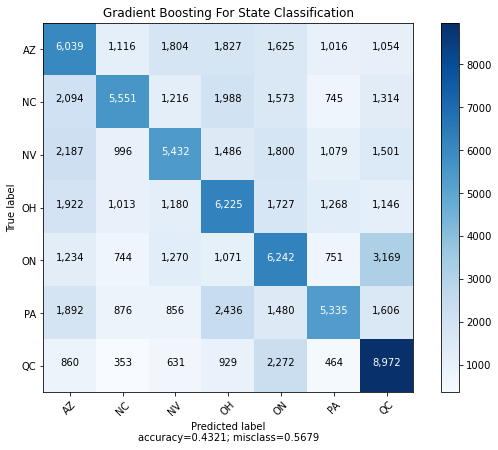 Gradient Boosting For State Classification
AZ 6,039 1,116 1,804 1,827 1,625 1,016 1,054
NC 2,094 5,551 1,216 1,988 1,573 745 1,314
NV 2,187 996 5,432 1,486 1,800 1,079 1,501
OH 1,922 1,013 1,180 6,225 1,727 1,268 1,146
ON 1,234 744 1,270 1,071 6,242 751 3,169
PA 1,892 876 856 2,436 1,480 5,335 1,606
QC 860 353 631 929 2,272 464 8,972
AZ NC NV OH ON PA QC
True label
Predicted label
accuracy=0.4321; misclass=0.5679
8000
7000
6000
5000
4000
3000
2000
1000